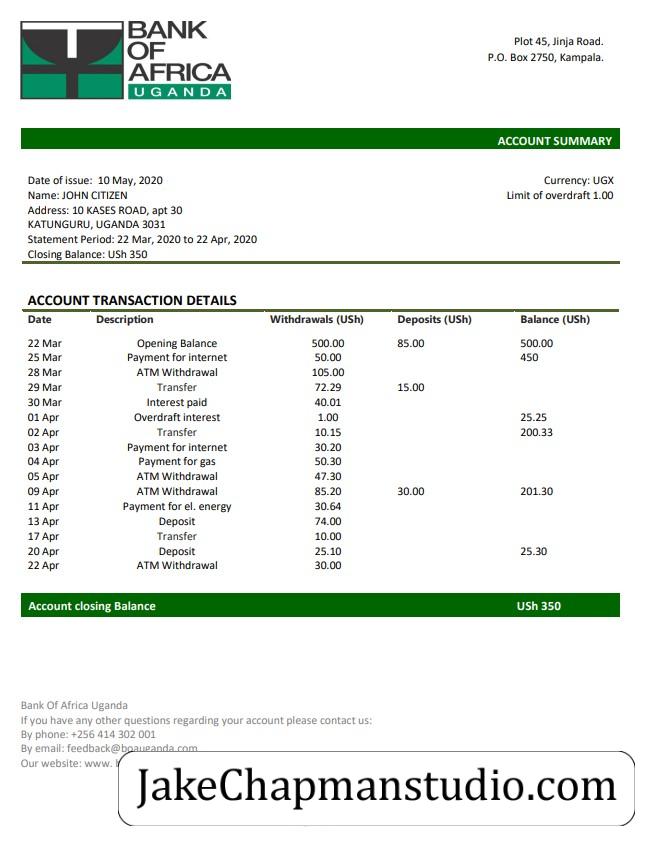 BANK
OF
AFRICA
UGANDA
Plot 45, Jinja Road.
P.O. Box 2750, Kampala.
ACCOUNT SUMMARY
Date of issue: 10 May, 2020
Currency: UGX
Name: JOHN CITIZEN
Limit of overdraft 1.00
Address: 10 KASES ROAD, apt 30
KATUNGURU, UGANDA 3031
Statement Period: 22 Mar, 2020 to 22 Apr, 2020
Closing Balance: USh 350
ACCOUNT TRANSACTION DETAILS
Date Description Withdrawals (USh) Deposits (USh) Balance (USh)
22 Mar Opening Balance 500.00 85.00 500.00
25 Mar Payment for internet 50.00 450
28 Mar ATM Withdrawal 105.00
29 Mar Transfer 72.29 15.00
30 Mar Interest paid 40.01
01 Apr Overdraft interest 1.00 25.25
02 Apr Transfer 10.15 200.33
03 Apr Payment for internet 30.20
04 Apr Payment for gas 50.30
05 Apr ATM Withdrawal 47.30
09 Apr ATM Withdrawal 85.20 30.00 201.30
11 Apr Payment for el. energy 30.64
13 Apr Deposit 74.00
17 Apr Transfer 10.00
20 Apr Deposit 25.10 25.30
22 Apr ATM Withdrawal 30.00
Account closing Balance USh 350
Bank Of Africa Uganda
If you have any other questions regarding your account please contact us:
By phone: +256 414 302 001
By email: feedback@boauganda.com
Our website: www.
JakeChapmanstudio.com